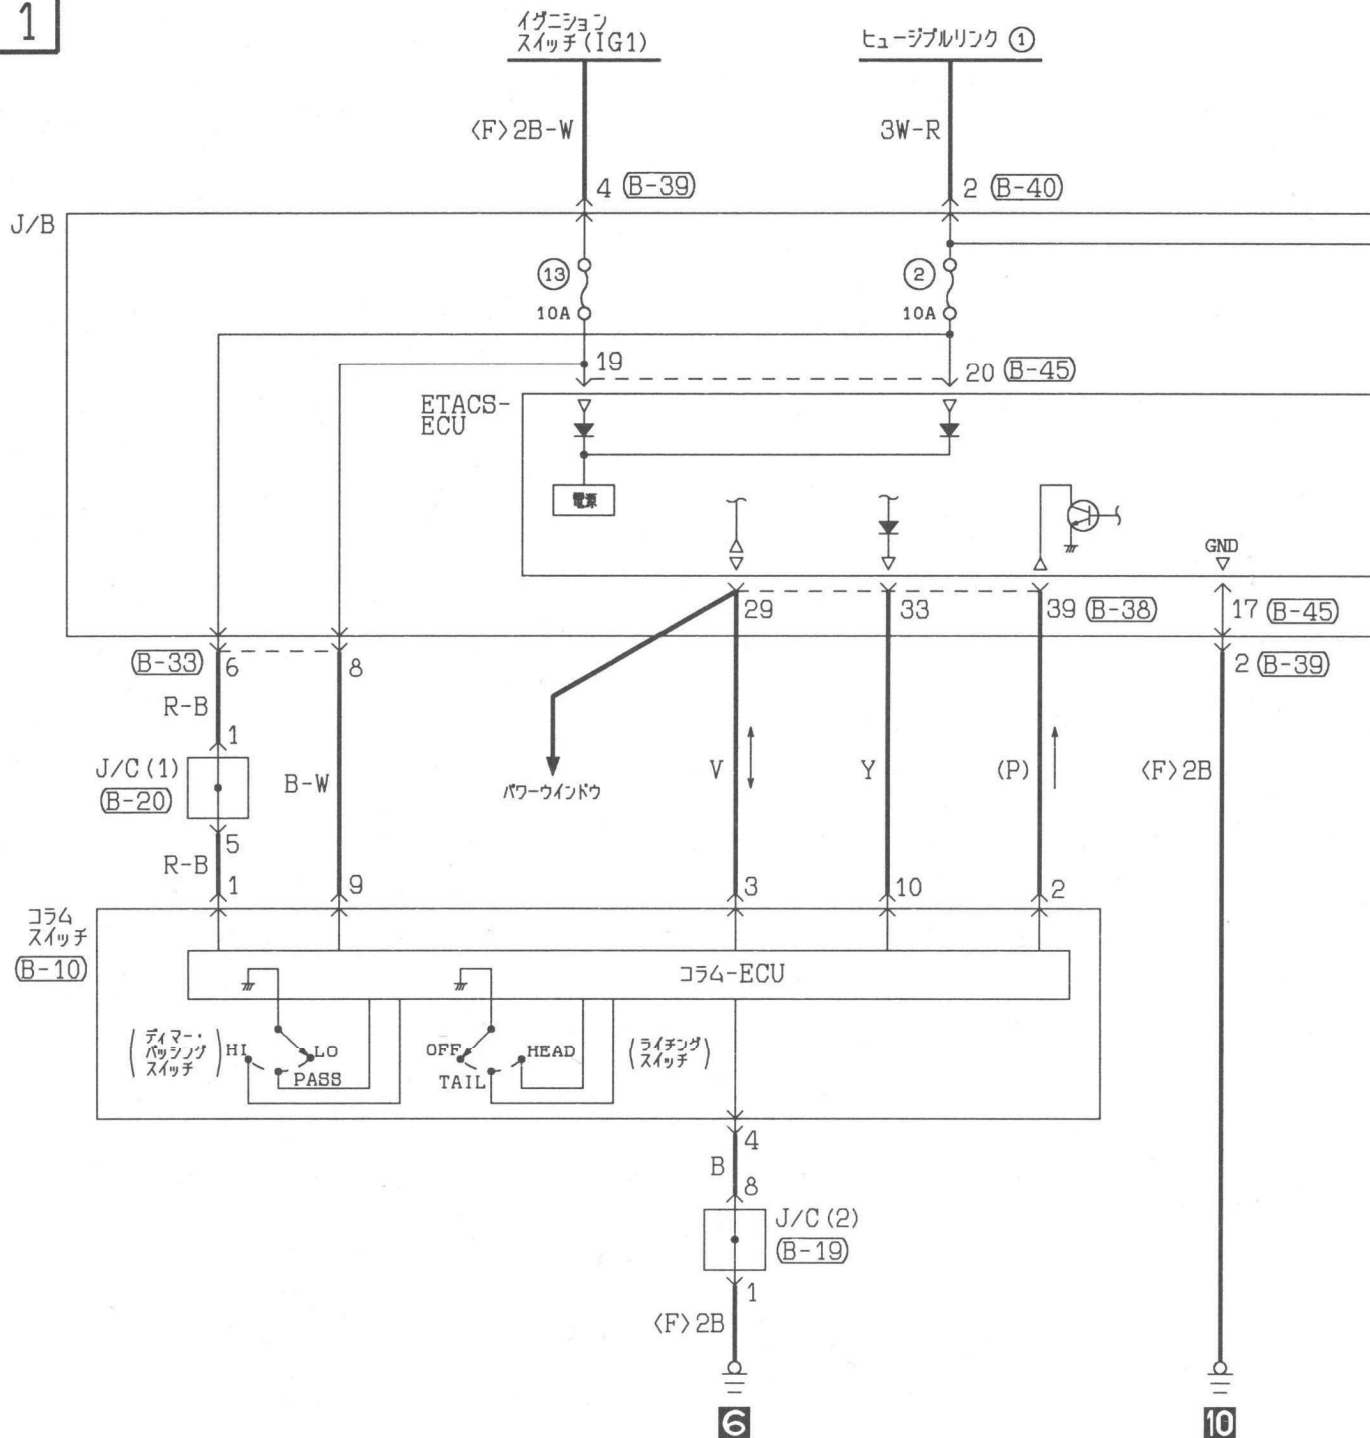 1
イグニション
スイッチ(IG1)
ヒュージブルリンク ①
〈F〉2B-W
3W-R
4 (B-39)
2 (B-40)
J/B
⑬
②
10A
10A
19
20 (B-45)
ETACS-
ECU
電源
GND
29
33
39 (B-38)
17 (B-45)
(B-33) 6
8
2 (B-39)
R-B
1
J/C(1)
(B-20)
B-W
パワーウインドウ
V
Y
(P)
〈F〉2B
5
R-B
1
9
3
10
2
コラム
スイッチ
(B-10)
コラム-ECU
(ディマー・
パッシング
スイッチ)
HI
LO
PASS
OFF
HEAD
TAIL
(ライチング
スイッチ)
4
B
8
J/C(2)
(B-19)
1
〈F〉2B
6
10